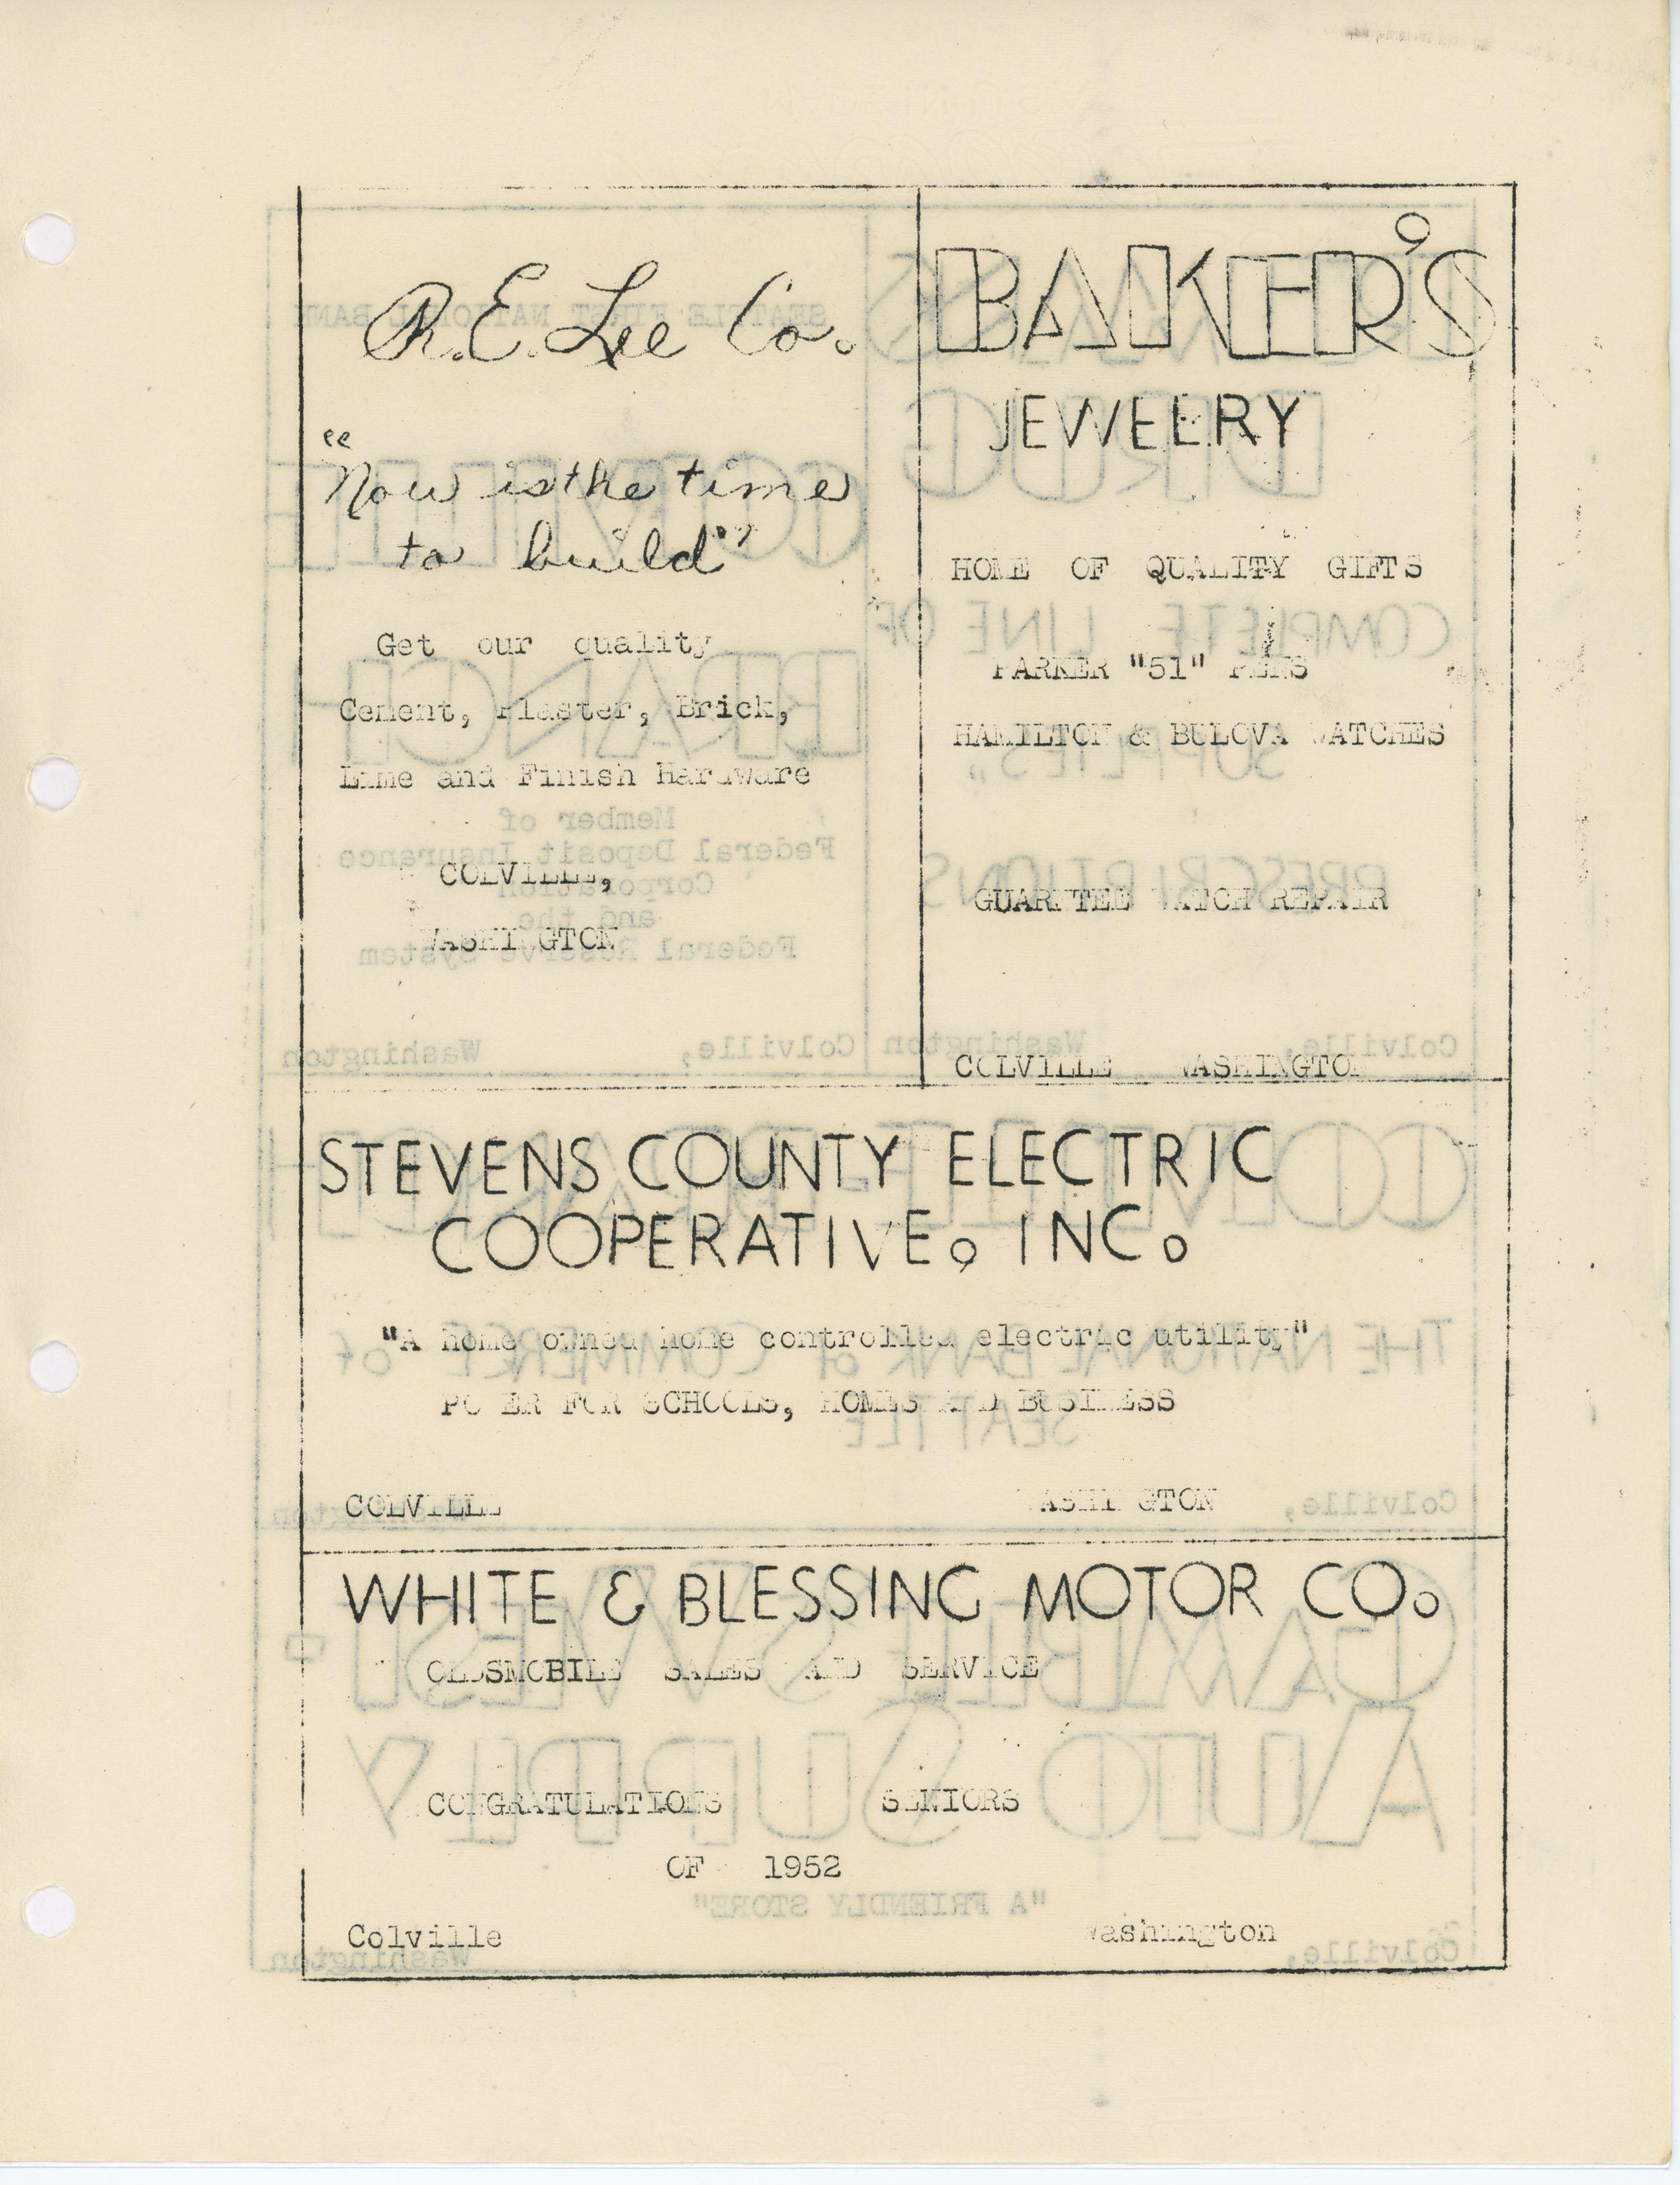 R.E. Lee Co.
"Now is the time
to build"
Get our quality
Cement, Plaster, Brick,
Lime and Finish Hardware
COLVILLE,
WASHINGTON
BAKER'S
JEWELRY
HOME OF QUALITY GIFTS
PARKER "51" PENS
HAMILTON & BULOVA WATCHES
GUARNTEE WATCH REPAIR
COLVILLE WASHINGTON
STEVENS COUNTY ELECTRIC
COOPERATIVE, INC.
"A home owned home controlled electric utility"
POWER FOR SCHOOLS, HOMES AND BUSINESS
COLVILLE WASHINGTON
WHITE & BLESSING MOTOR CO.
OLDSMOBILE SALES AND SERVICE
CONGRATULATIONS SENIORS
OF 1952
Colville Washington